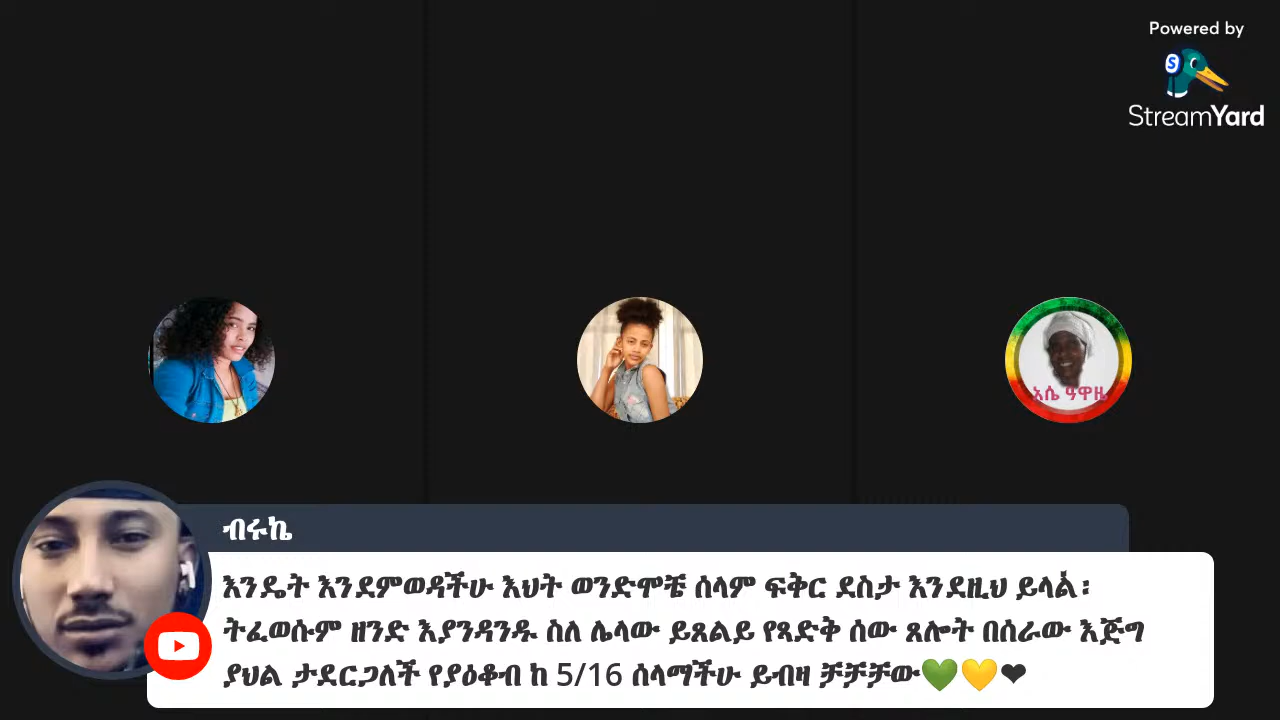 Powered by
StreamYard
አሴ ዓዋዜ
ብሩኬ
እንዴት እንደምወዳችሁ እህት ወንድሞቼ ሰላም ፍቅር ደስታ እንደዚህ ይላል፡
ትፈወሱም ዘንድ እያንዳንዱ ስለ ሌላው ይጸልይ የጻድቅ ሰው ጸሎት በሰራው እጅግ
ያህል ታደርጋለች የያዕቆብ ከ 5/16 ሰላማችሁ ይብዛ ቻቻቻው💚💛❤